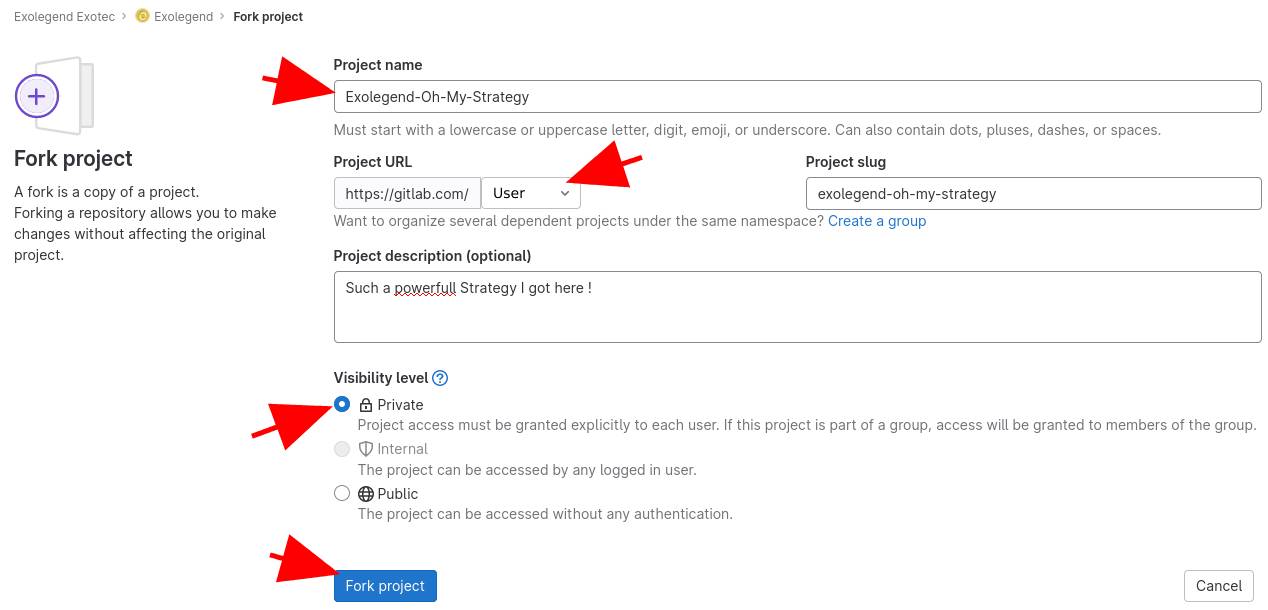 Exolegend Exotec › Exolegend › Fork project
Fork project
A fork is a copy of a project.
Forking a repository allows you to make
changes without affecting the original
project.
Project name
Exolegend-Oh-My-Strategy
Must start with a lowercase or uppercase letter, digit, emoji, or underscore. Can also contain dots, pluses, dashes, or spaces.
Project URL
Project slug
https://gitlab.com/ User
exolegend-oh-my-strategy
Want to organize several dependent projects under the same namespace? Create a group
Project description (optional)
Such a powerfull Strategy I got here !
Visibility level ?
Private
Project access must be granted explicitly to each user. If this project is part of a group, access will be granted to members of the group.
Internal
The project can be accessed by any logged in user.
Public
The project can be accessed without any authentication.
Fork project
Cancel